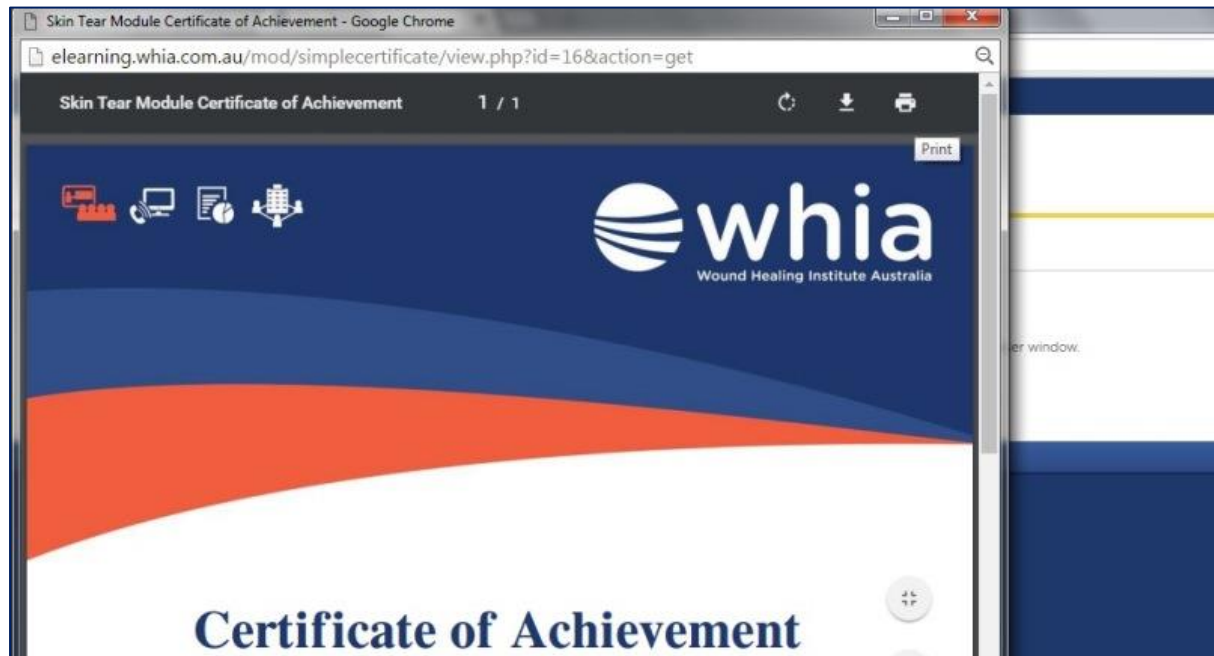 Skin Tear Module Certificate of Achievement - Google Chrome
elearning.whia.com.au/mod/simplecertificate/view.php?id=16&action=get
Skin Tear Module Certificate of Achievement 1 / 1
Print
whia
Wound Healing Institute Australia
window.
Certificate of Achievement